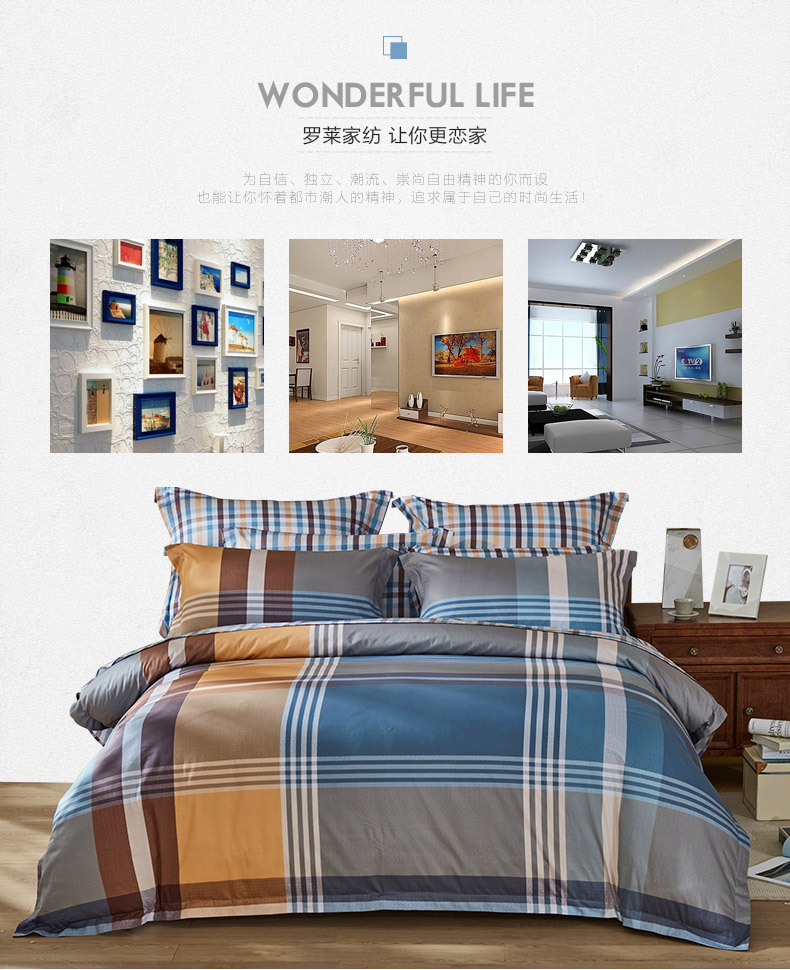 WONDERFUL LIFE
罗莱家纺 让你更恋家
为自信、独立、潮流、崇尚自由精神的你而设
也能让你怀着都市潮人的精神，追求属于自己的时尚生活！
CCTV2